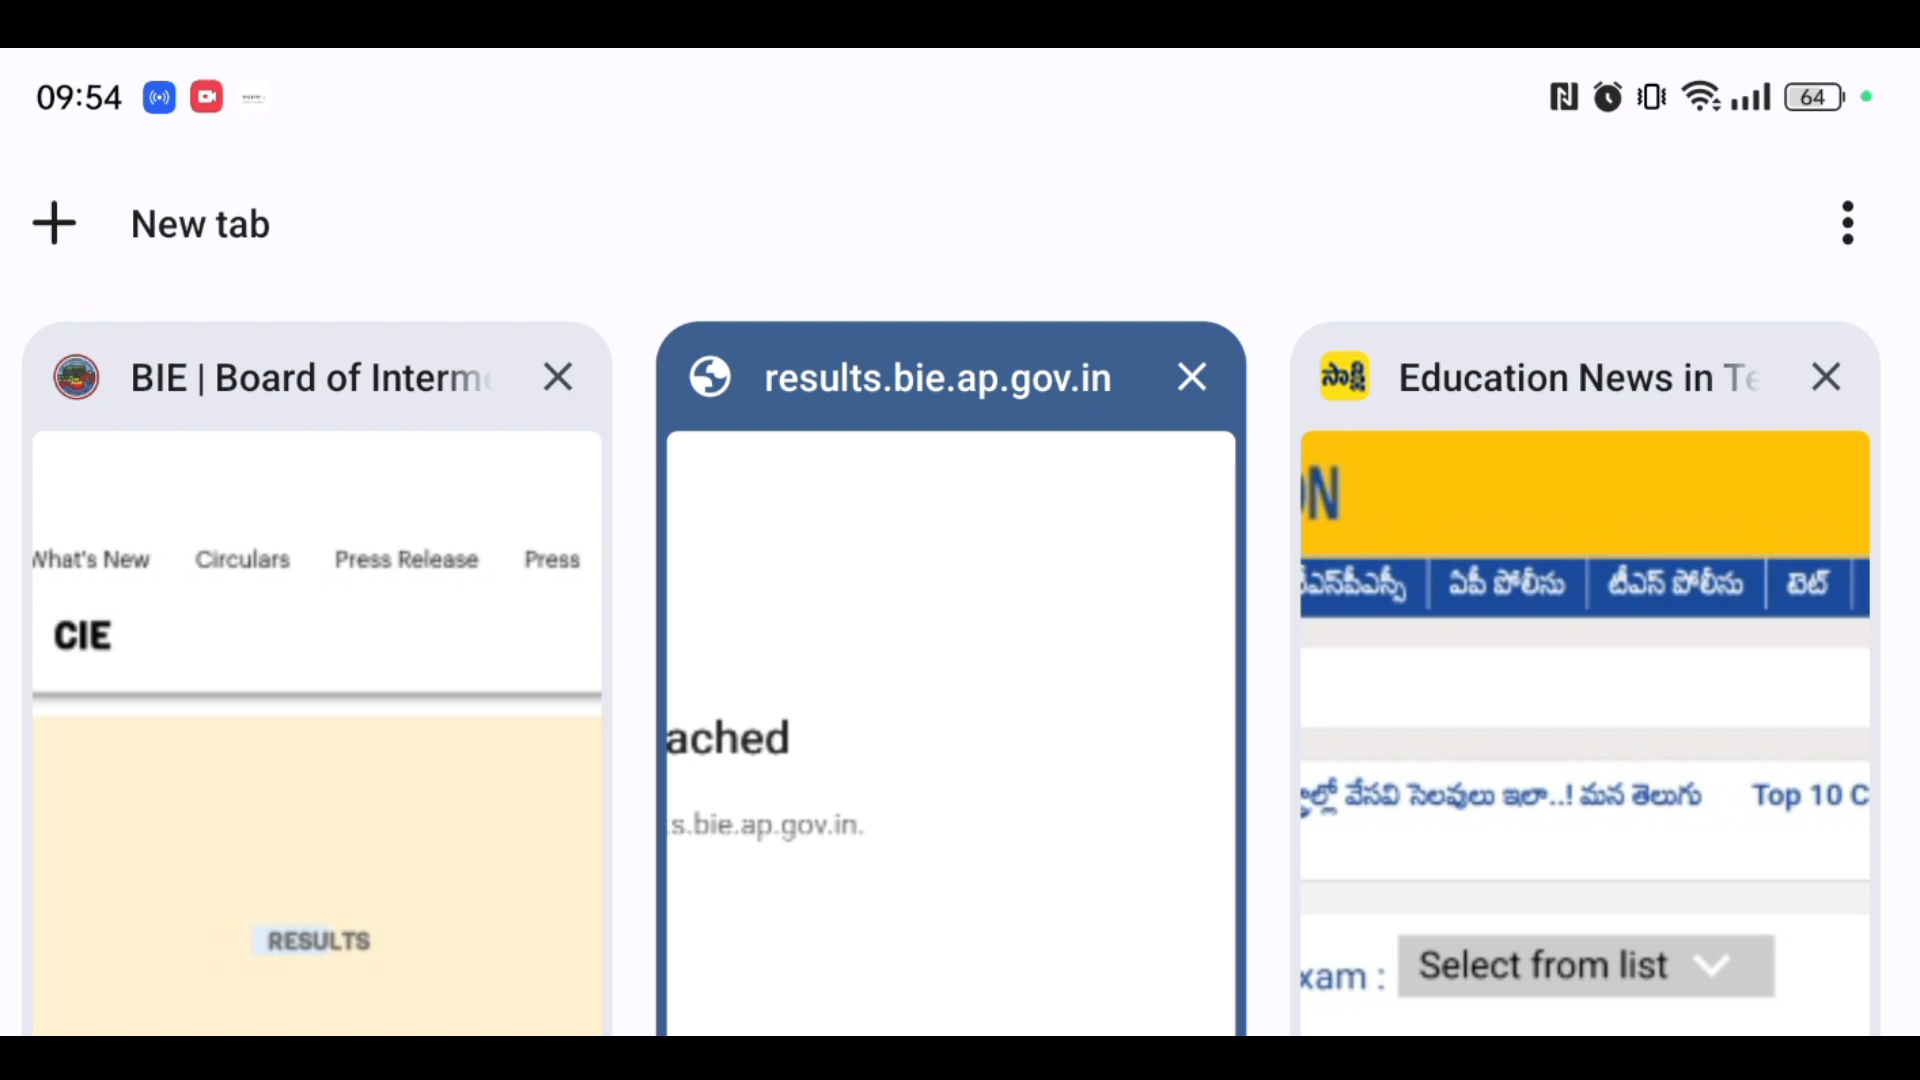 09:54
64
New tab
BIE | Board of Interm
results.bie.ap.gov.in
సాక్షి
Education News in Te
What's New Circulars Press Release Press
CIE
RESULTS
ached
s.bie.ap.gov.in.
ON
ఏపీ పోలీసు టీఎస్ పోలీసు టెట్
వేసవి సెలవులు ఇలా..! మన తెలుగు Top 10 C
xam : Select from list